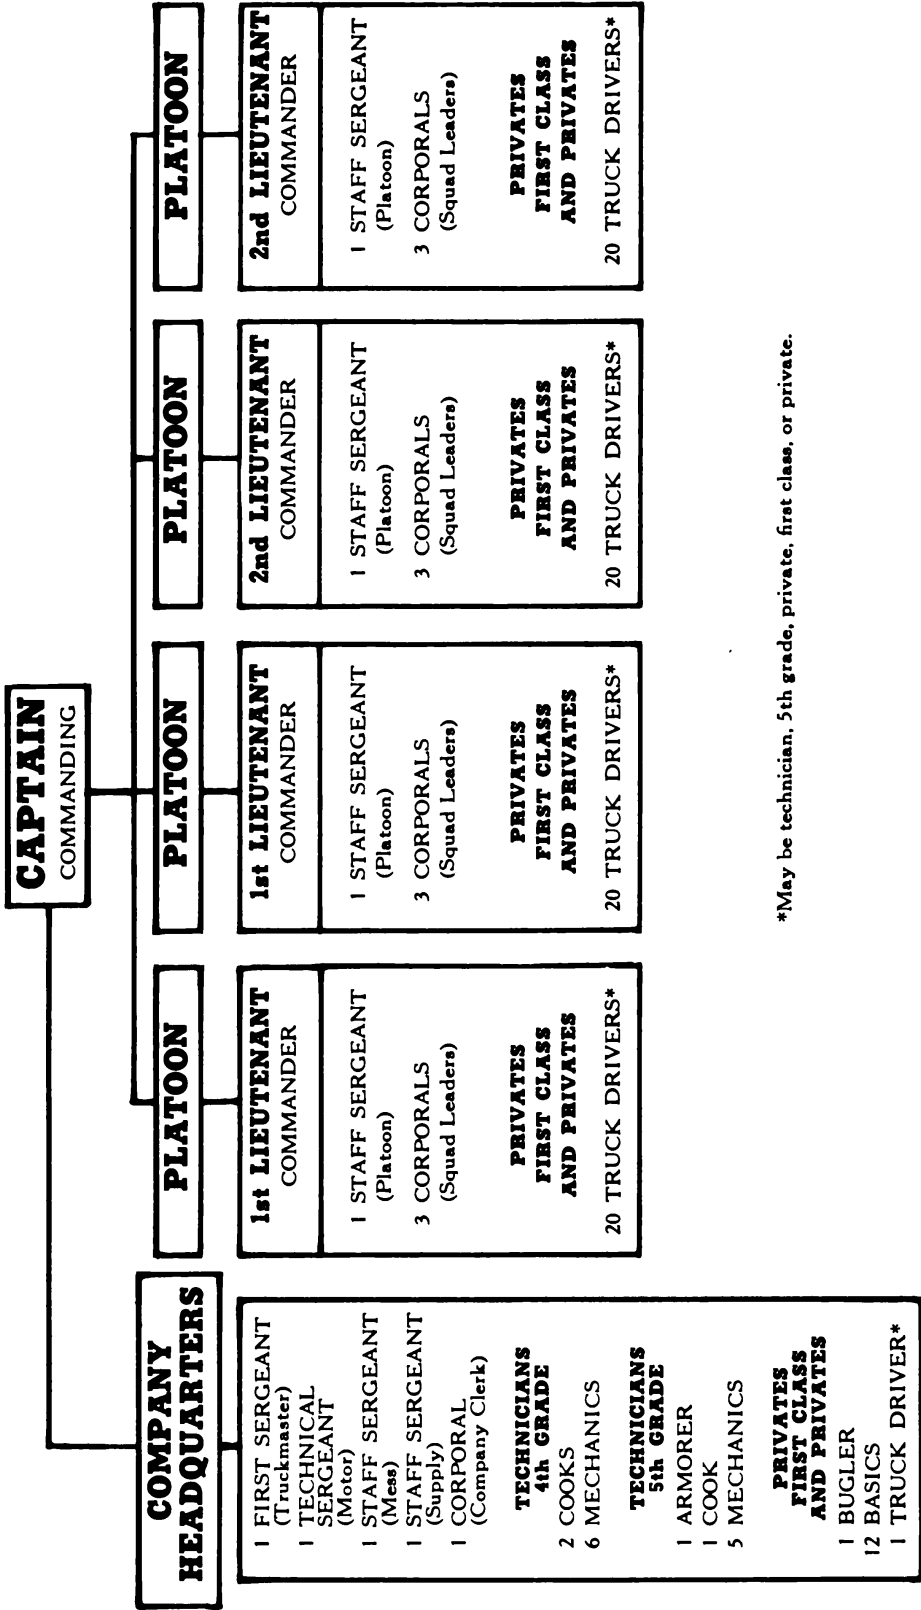 CAPTAIN
COMMANDING
COMPANY
HEADQUARTERS
1 FIRST SERGEANT
(Truckmaster)
1 TECHNICAL
SERGEANT
(Motor)
1 STAFF SERGEANT
(Mess)
1 STAFF SERGEANT
(Supply)
1 CORPORAL
(Company Clerk)
TECHNICIANS
4th GRADE
2 COOKS
6 MECHANICS
TECHNICIANS
5th GRADE
1 ARMORER
1 COOK
5 MECHANICS
PRIVATES
FIRST CLASS
AND PRIVATES
1 BUGLER
12 BASICS
1 TRUCK DRIVER*
PLATOON
1st LIEUTENANT
COMMANDER
1 STAFF SERGEANT
(Platoon)
3 CORPORALS
(Squad Leaders)
PRIVATES
FIRST CLASS
AND PRIVATES
20 TRUCK DRIVERS*
PLATOON
1st LIEUTENANT
COMMANDER
1 STAFF SERGEANT
(Platoon)
3 CORPORALS
(Squad Leaders)
PRIVATES
FIRST CLASS
AND PRIVATES
20 TRUCK DRIVERS*
PLATOON
2nd LIEUTENANT
COMMANDER
1 STAFF SERGEANT
(Platoon)
3 CORPORALS
(Squad Leaders)
PRIVATES
FIRST CLASS
AND PRIVATES
20 TRUCK DRIVERS*
PLATOON
2nd LIEUTENANT
COMMANDER
1 STAFF SERGEANT
(Platoon)
3 CORPORALS
(Squad Leaders)
PRIVATES
FIRST CLASS
AND PRIVATES
20 TRUCK DRIVERS*
*May be technician, 5th grade, private, first class, or private.